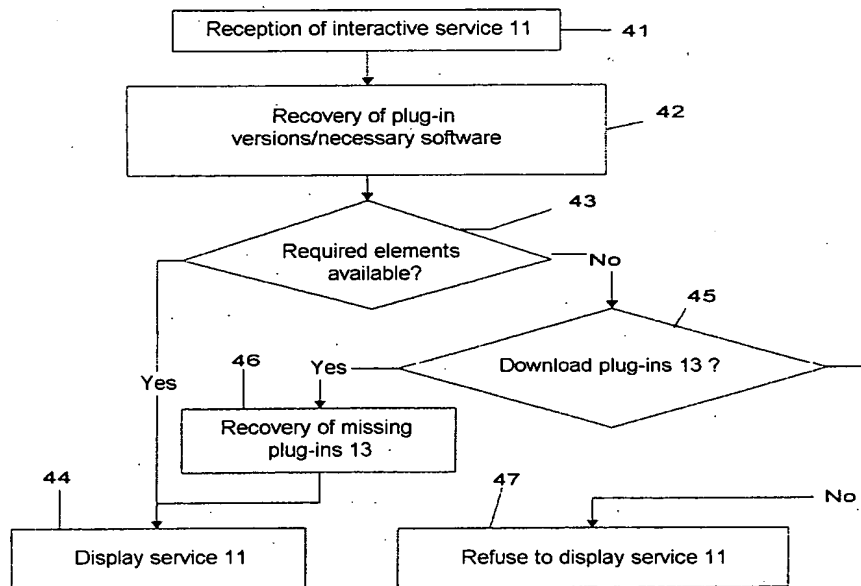 Reception of interactive service 11
41
Recovery of plug-in
versions/necessary software
42
43
Required elements
available?
No
45
Download plug-ins 13 ?
Yes
46
Yes
Recovery of missing
plug-ins 13
44
47
No
Display service 11
Refuse to display service 11